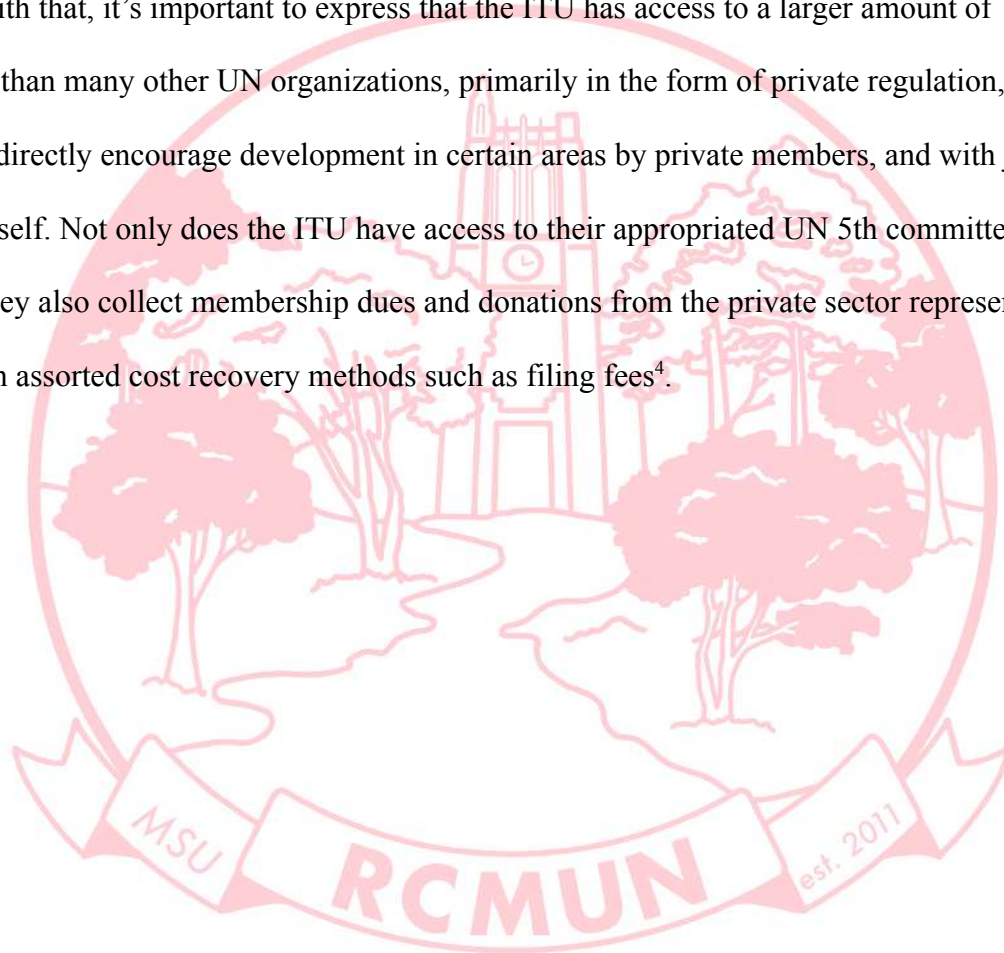 ith that, it’s important to express that the ITU has access to a larger amount of
than many other UN organizations, primarily in the form of private regulation,
directly encourage development in certain areas by private members, and with
self. Not only does the ITU have access to their appropriated UN 5th committe
ey also collect membership dues and donations from the private sector represe
assorted cost recovery methods such as filing fees⁴.
MSU
RCMUN
est. 2011